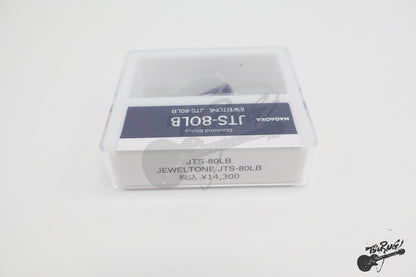 NAGAOKA
Diamond Stylus
JTS-80LB
JEWELTONE JTS-80LB
JTS-80LB
JEWELTONE JTS-80LB
税込 ¥14,300